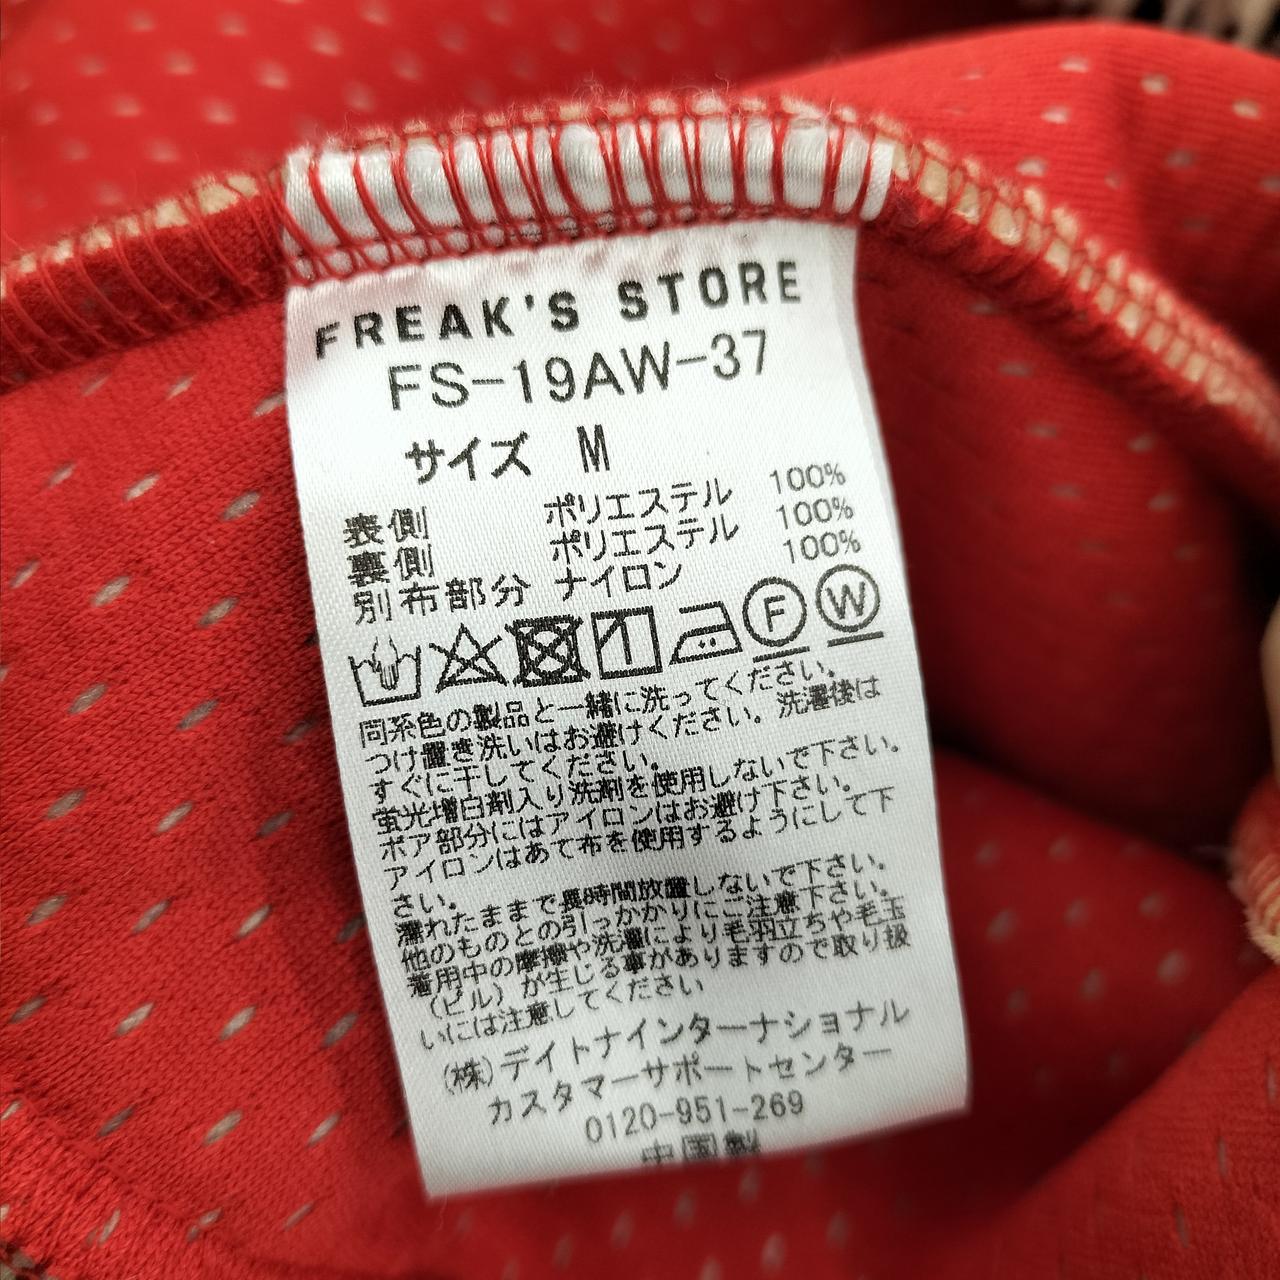 FREAK'S STORE
FS-19AW-37
サイズ M
表側 ポリエステル 100%
裏側 ポリエステル 100%
別布部分 ナイロン 100%
F W
同系色の製品と一緒に洗ってください。
つけ置き洗いはお避けください。洗濯後は
すぐに干してください。
蛍光増白剤入り洗剤を使用しないで下さい。
ボア部分にはアイロンはお避け下さい。
アイロンはあて布を使用するようにして下
さい。
濡れたままで長時間放置しないで下さい。
他のものとの引っかかりにご注意下さい。
着用中の摩擦や洗濯により毛羽立ちや毛玉
(ピル)が生じる事がありますので取り扱
いには注意してください
(株)デイトナインターナショナル
カスタマーサポートセンター
0120-951-269
中国製